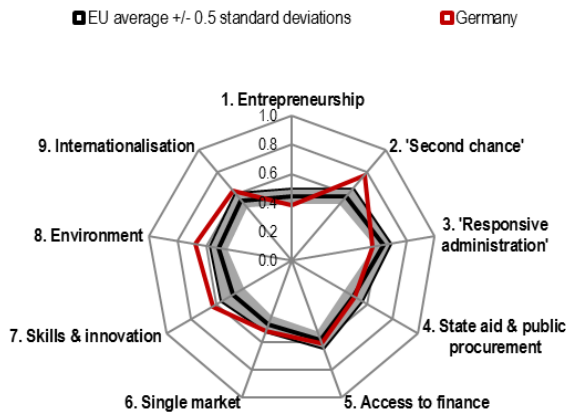 EU average +/- 0.5 standard deviations
Germany
1. Entrepreneurship
1.0
9. Internationalisation
0.8
2. 'Second chance'
0.6
0.4
8. Environment
0.2
3. 'Responsive
administration'
0.0
7. Skills & innovation
4. State aid & public
procurement
6. Single market
5. Access to finance